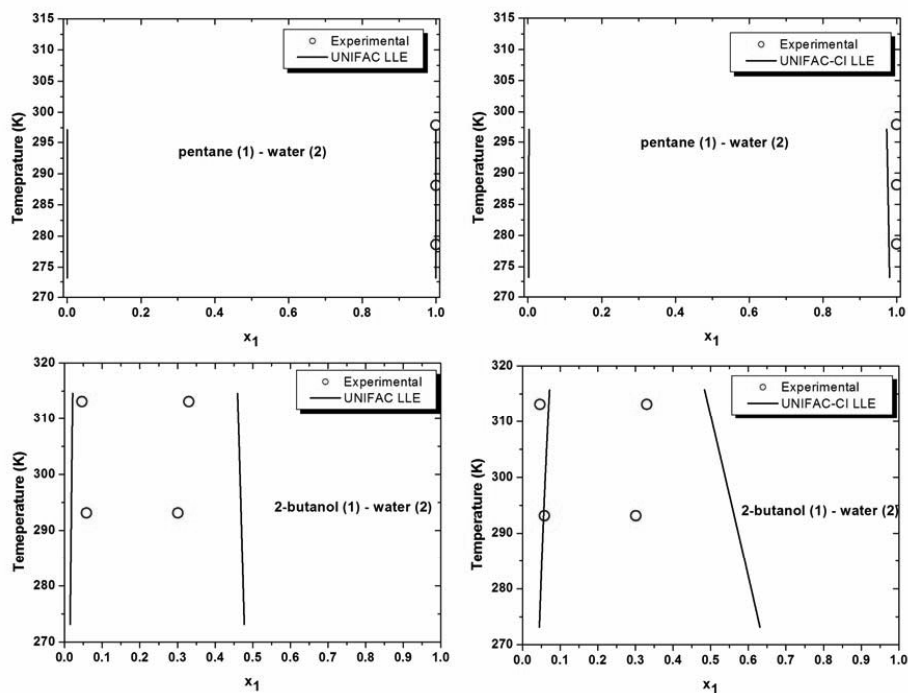 315
310
305
300
295
290
285
280
275
270
Temeprature (K)
Experimental
UNIFAC LLE
pentane (1) - water (2)
0.0 0.2 0.4 0.6 0.8 1.0
x1
315
310
305
300
295
290
285
280
275
270
Temperature (K)
Experimental
UNIFAC-CI LLE
pentane (1) - water (2)
0.0 0.2 0.4 0.6 0.8 1.0
x1
320
310
300
290
280
270
Temeperature (K)
Experimental
UNIFAC LLE
2-butanol (1) - water (2)
0.0 0.1 0.2 0.3 0.4 0.5 0.6 0.7 0.8 0.9 1.0
x1
320
310
300
290
280
270
Temperature (K)
Experimental
UNIFAC-CI LLE
2-butanol (1) - water (2)
0.0 0.1 0.2 0.3 0.4 0.5 0.6 0.7 0.8 0.9 1.0
x1